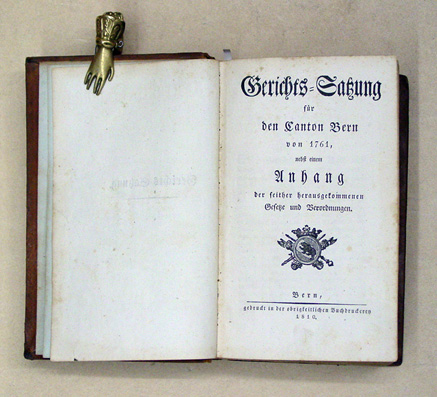 Gerichts-Satzung
für
den Canton Bern
von 1761,
nebst einem
Anhang
der seither herausgekommenen
Gesetze und Verordnungen.
Bern,
gedruckt in der obrigkeitlichen Buchdruckerey
1816.